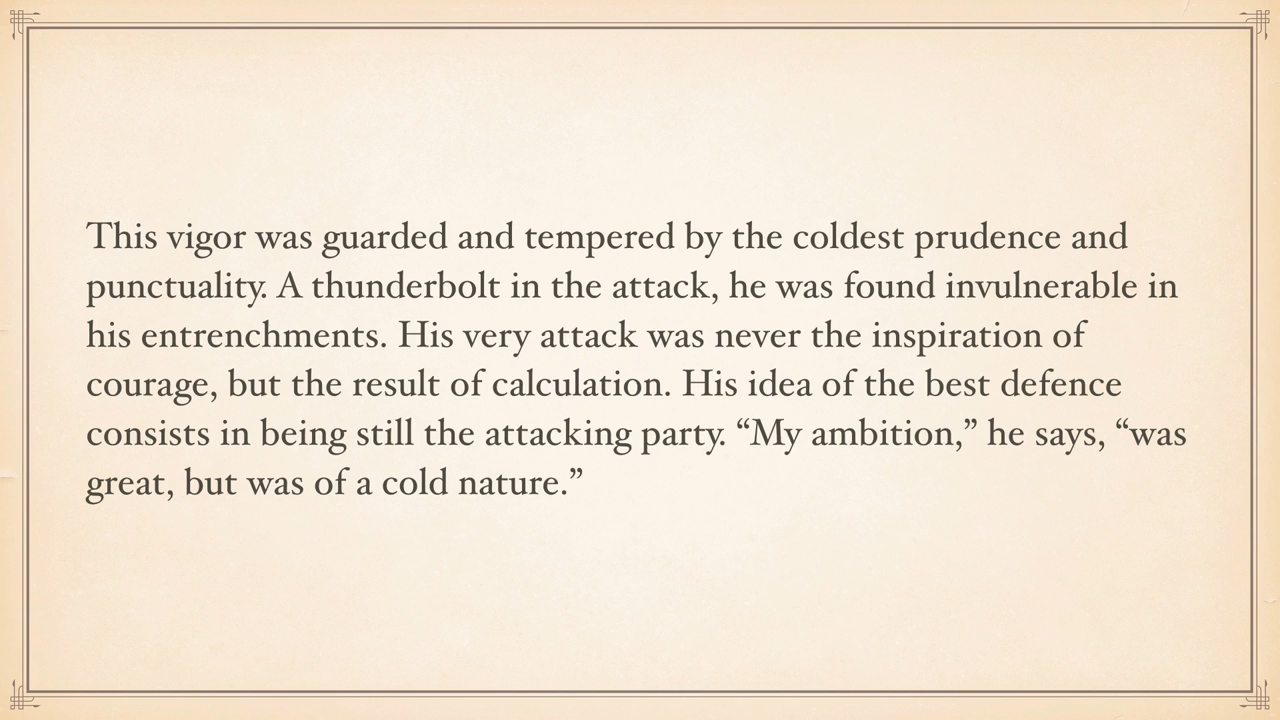 This vigor was guarded and tempered by the coldest prudence and
punctuality. A thunderbolt in the attack, he was found invulnerable in
his entrenchments. His very attack was never the inspiration of
courage, but the result of calculation. His idea of the best defence
consists in being still the attacking party. “My ambition,” he says, “was
great, but was of a cold nature.”